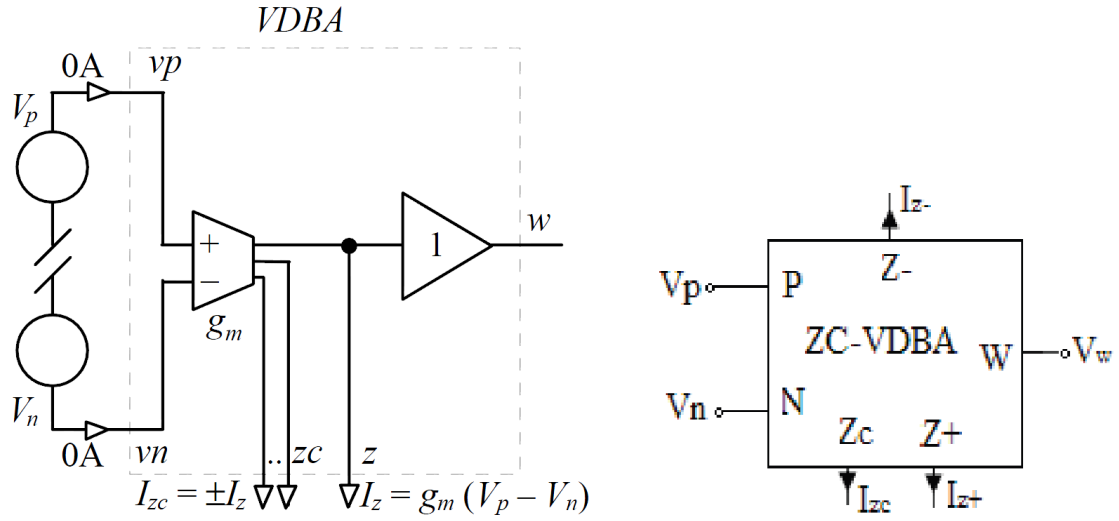 VDBA
0A
vp
Vp
+
−
gm
1
w
Vn
0A
vn
.. zc
z
Izc = ±Iz
Iz = gm (Vp – Vn)
Iz-
Z-
Vp
P
ZC-VDBA
W
Vw
Vn
N
Zc
Z+
Izc
Iz+